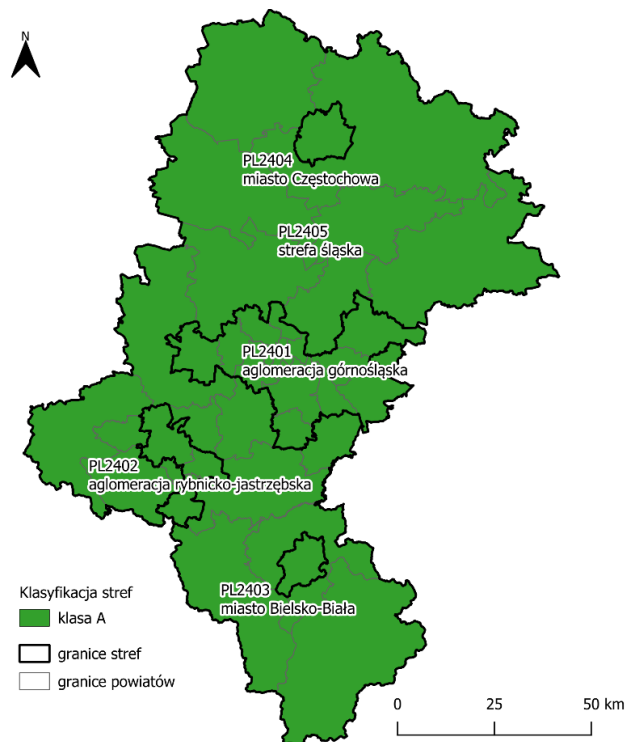 N
PL2404
miasto Częstochowa
PL2405
strefa śląska
PL2401
aglomeracja górnośląska
PL2402
aglomeracja rybnicko-jastrzębska
PL2403
miasto Bielsko-Biała
Klasyfikacja stref
klasa A
granice stref
granice powiatów
0 25 50 km